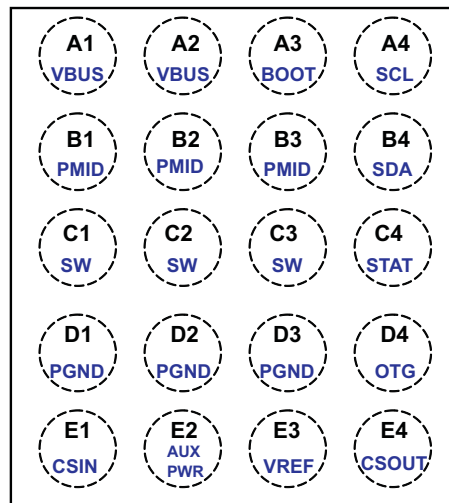 A1 A2 A3 A4
VBUS VBUS BOOT SCL
B1 B2 B3 B4
PMID PMID PMID SDA
C1 C2 C3 C4
SW SW SW STAT
D1 D2 D3 D4
PGND PGND PGND OTG
E1 E2 E3 E4
CSIN AUX PWR VREF CSOUT